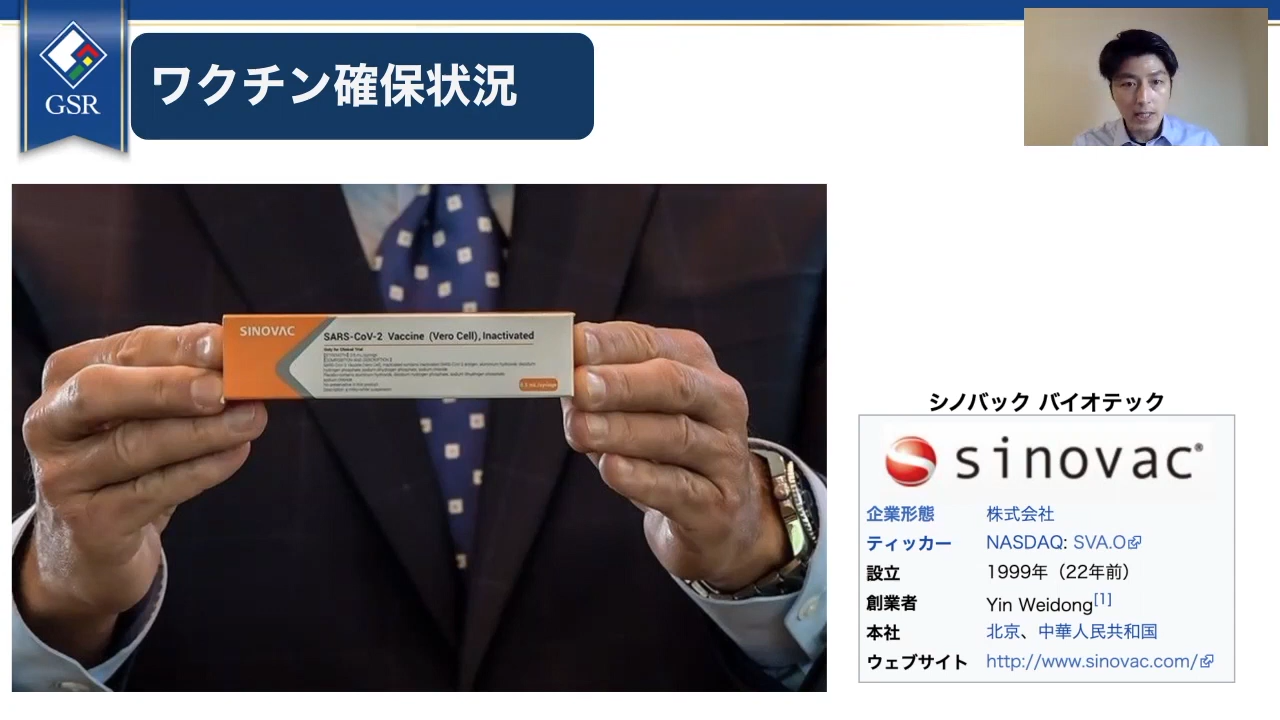 GSR
ワクチン確保状況
SINOVAC
SARS-CoV-2 Vaccine (Vero Cell), Inactivated
Only for Clinical Trial
シノバック バイオテック
sinovac®
企業形態 株式会社
ティッカー NASDAQ: SVA.O
設立 1999年（22年前）
創業者 Yin Weidong[1]
本社 北京、中華人民共和国
ウェブサイト http://www.sinovac.com/